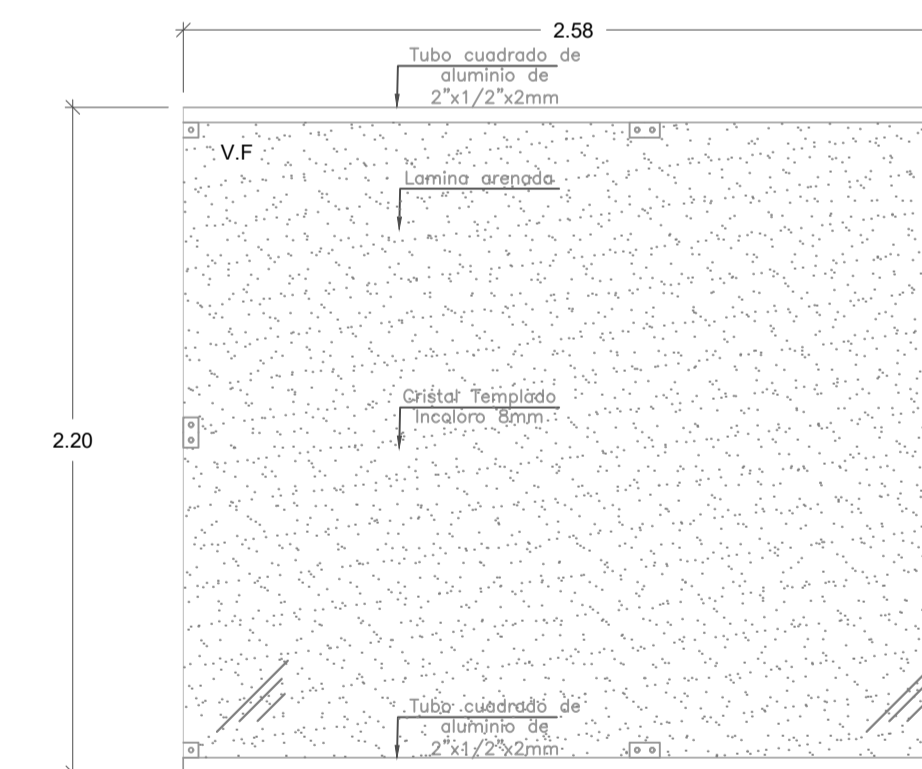 2.58
Tubo cuadrado de
aluminio de
2"x1/2"x2mm
V.F
Lamina arenada
2.20
Cristal Templado
Incoloro 8mm
Tubo cuadrado de
aluminio de
2"x1/2"x2mm